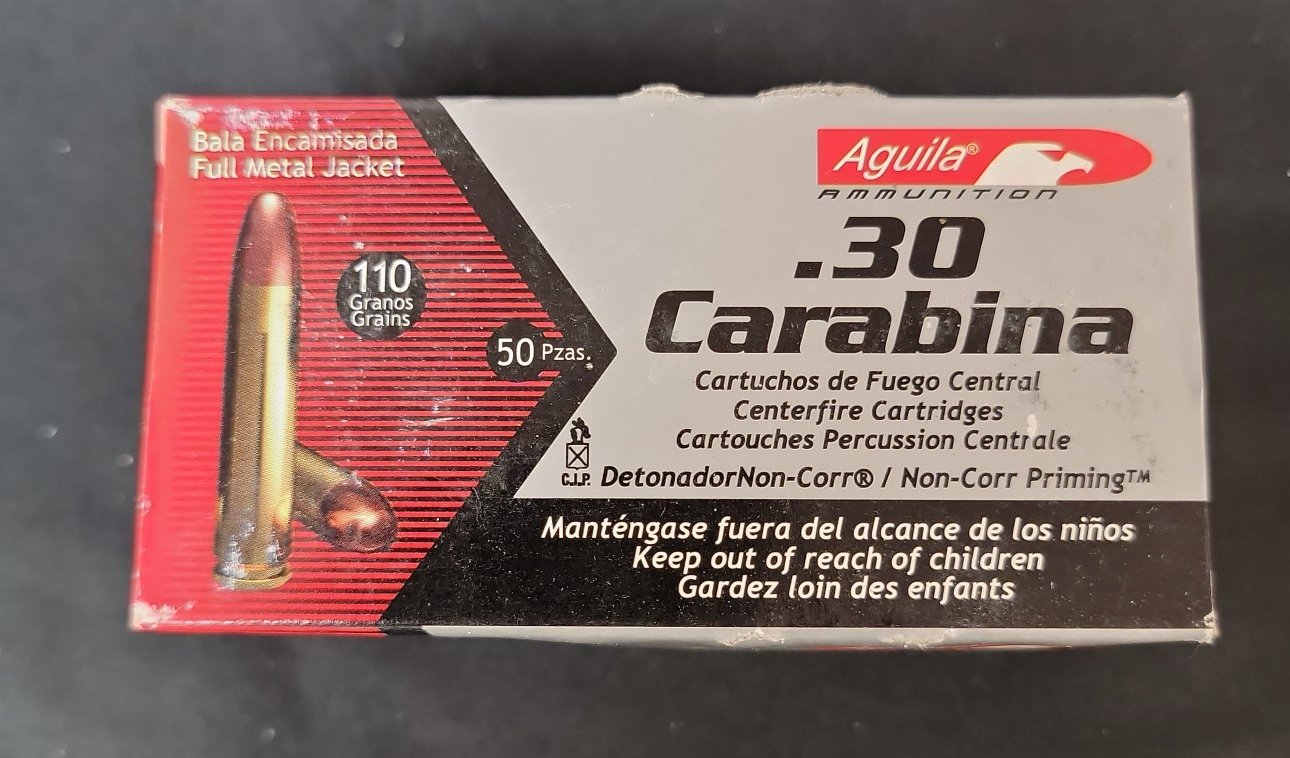 Bala Encamisada
Full Metal Jacket
110
Granos
Grains
50 Pzas.
Aguila®
AMMUNITION
.30
Carabina
Cartuchos de Fuego Central
Centerfire Cartridges
Cartouches Percussion Centrale
C.I.P.
DetonadorNon-Corr® / Non-Corr Priming™
Manténgase fuera del alcance de los niños
Keep out of reach of children
Gardez loin des enfants